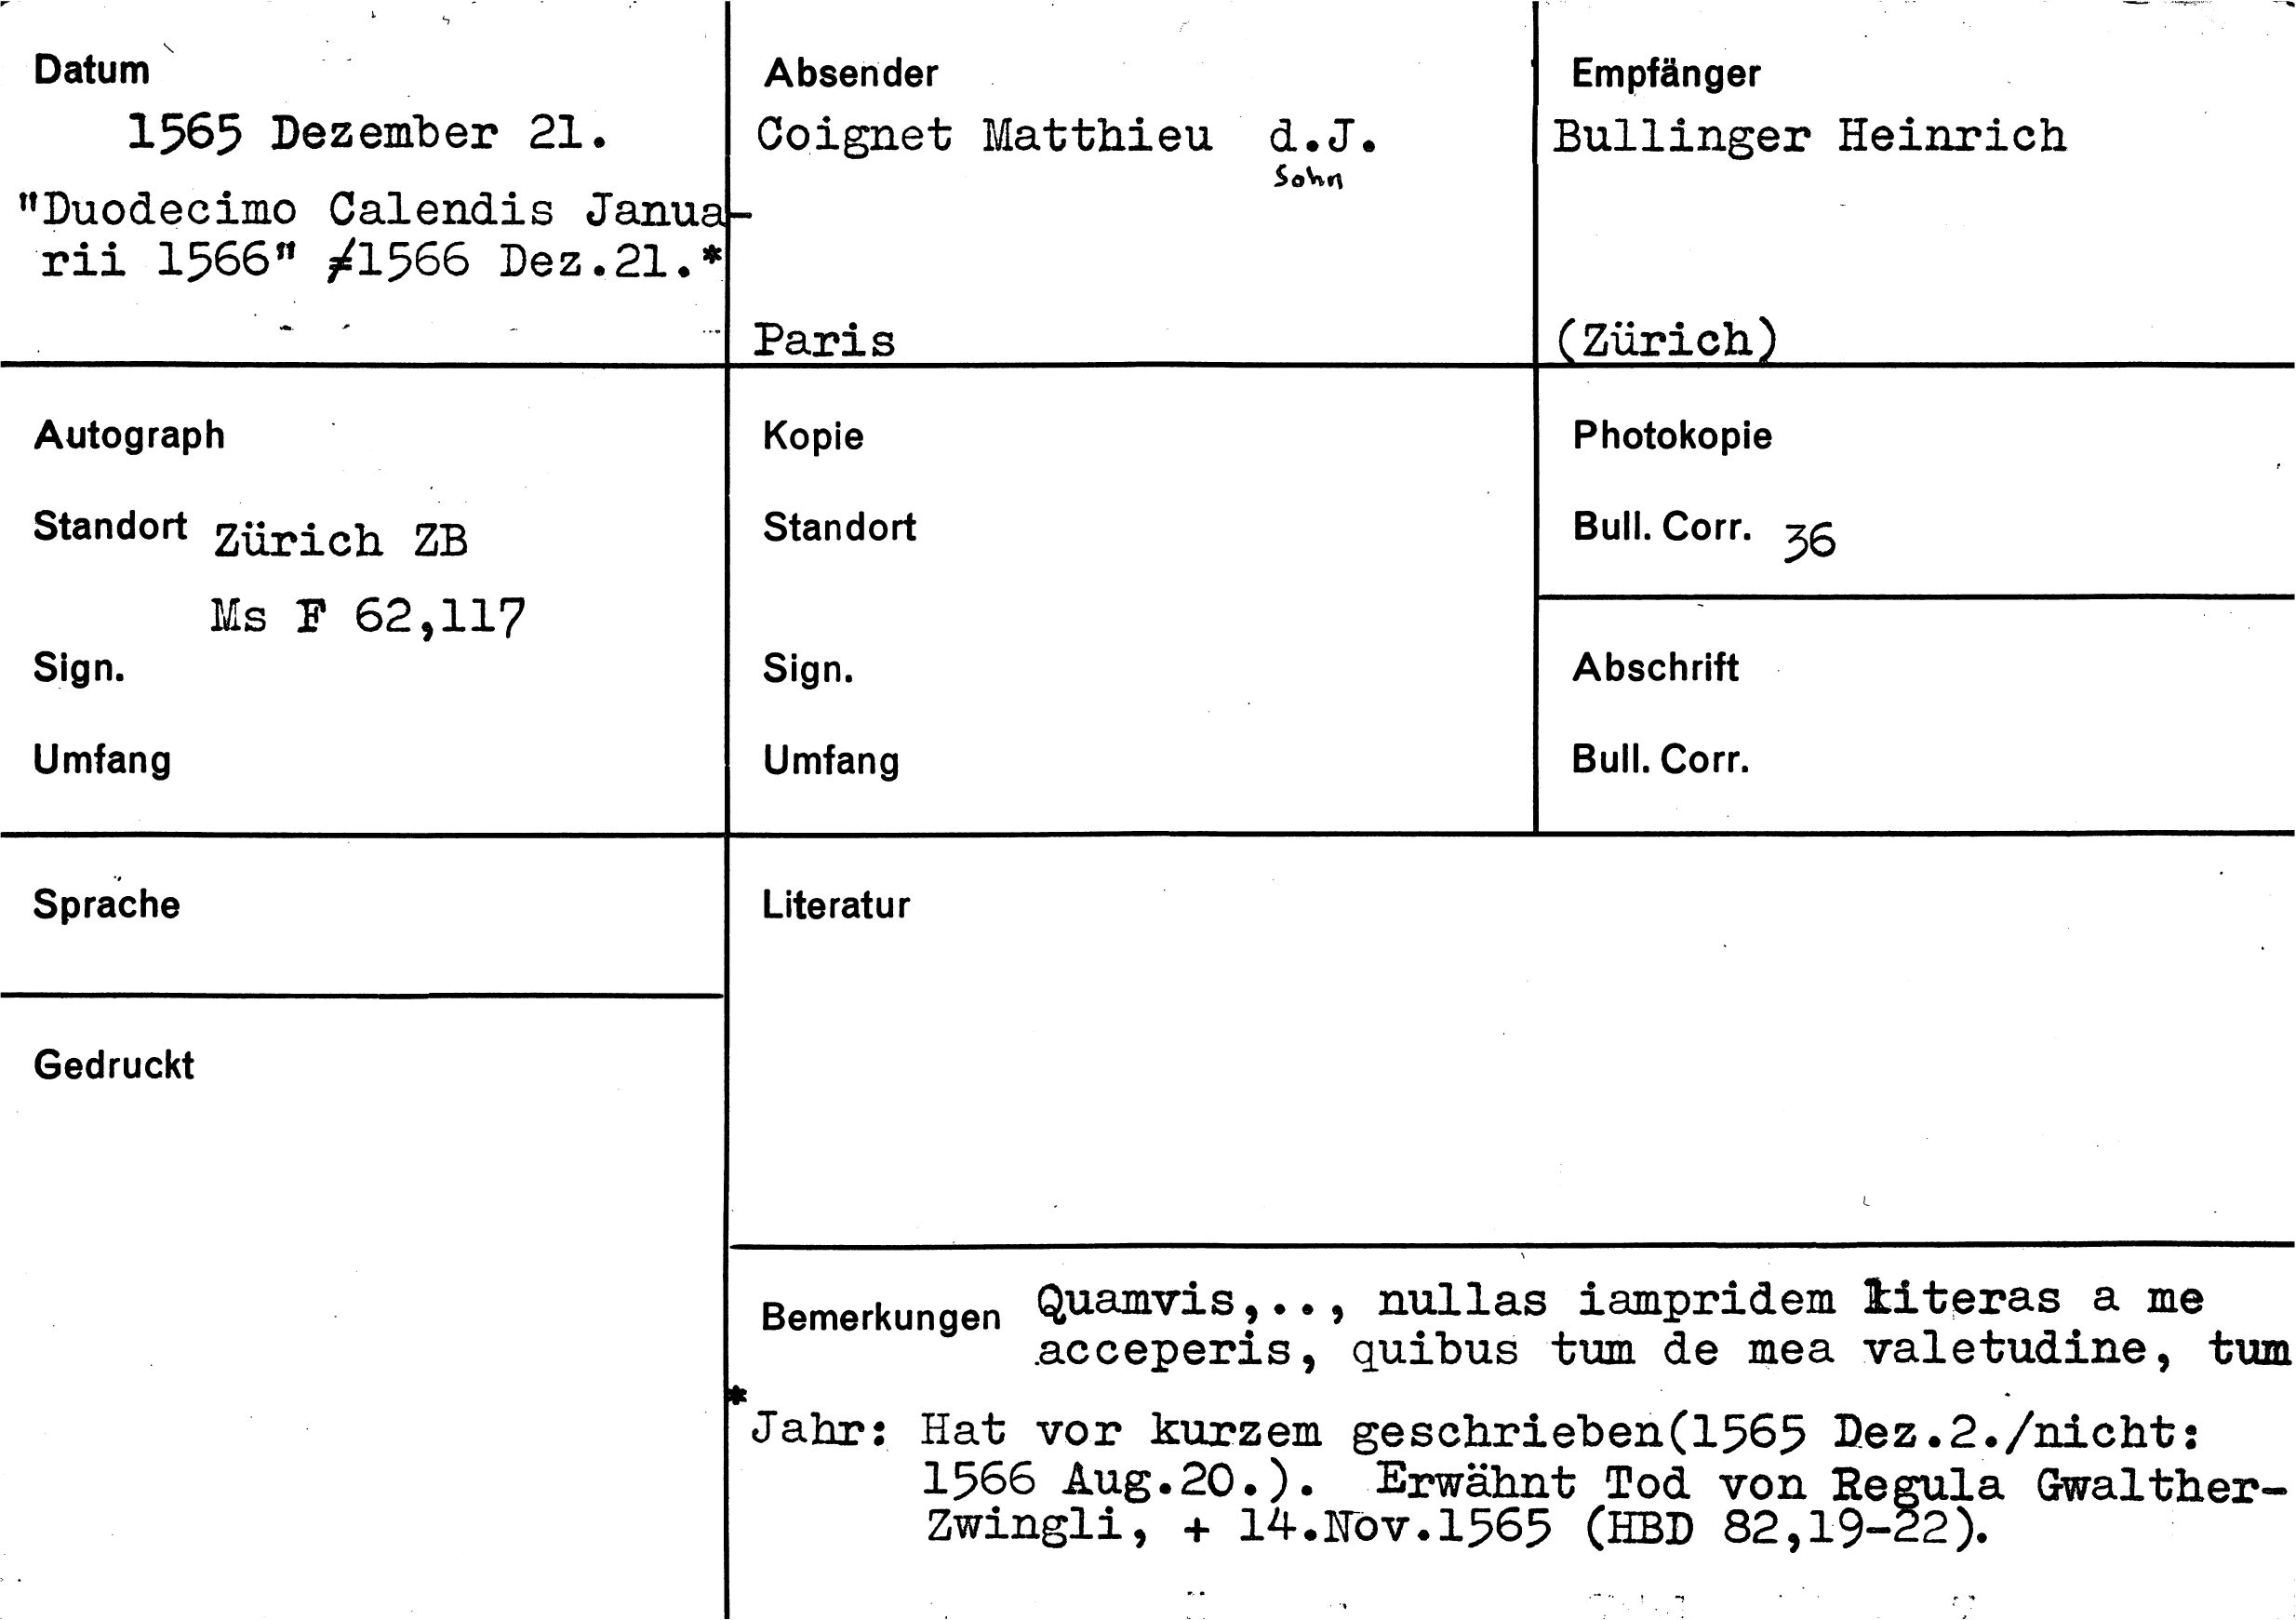 Datum
1565 Dezember 21.
"Duodecimo Calendis Janua-
rii 1566" ≠1566 Dez.21.*
Absender
Coignet Matthieu d.J.
Sohn
Paris
Empfänger
Bullinger Heinrich
(Zürich)
Autograph
Standort Zürich ZB
Ms F 62,117
Sign.
Umfang
Kopie
Standort
Sign.
Umfang
Photokopie
Bull. Corr. 36
Abschrift
Bull. Corr.
Sprache
Gedruckt
Literatur
Bemerkungen Quamvis,.., nullas iampridem literas a me
acceperis, quibus tum de mea valetudine, tum
*
Jahr: Hat vor kurzem geschrieben(1565 Dez.2./nicht:
1566 Aug.20.). Erwähnt Tod von Regula Gwalther-
Zwingli, + 14.Nov.1565 (HBD 82,19-22).